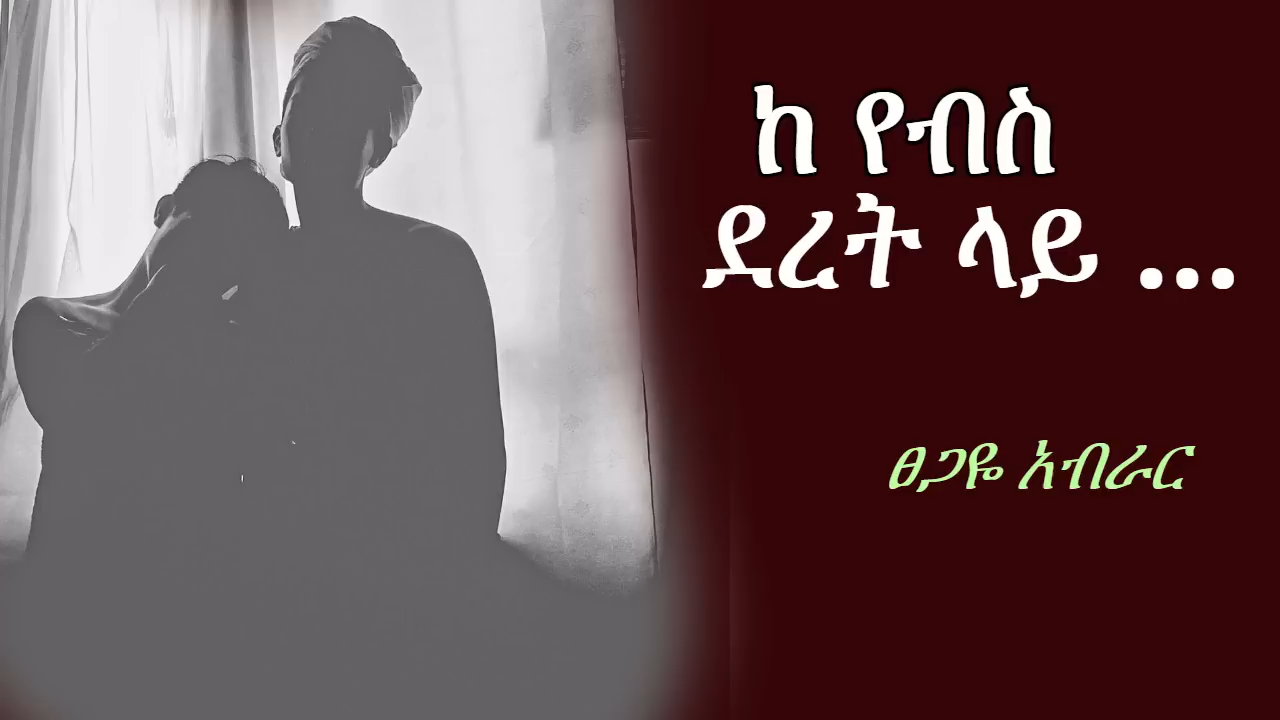 ከ የብስ
ደረት ላይ ...
ፀጋዬ አብራር